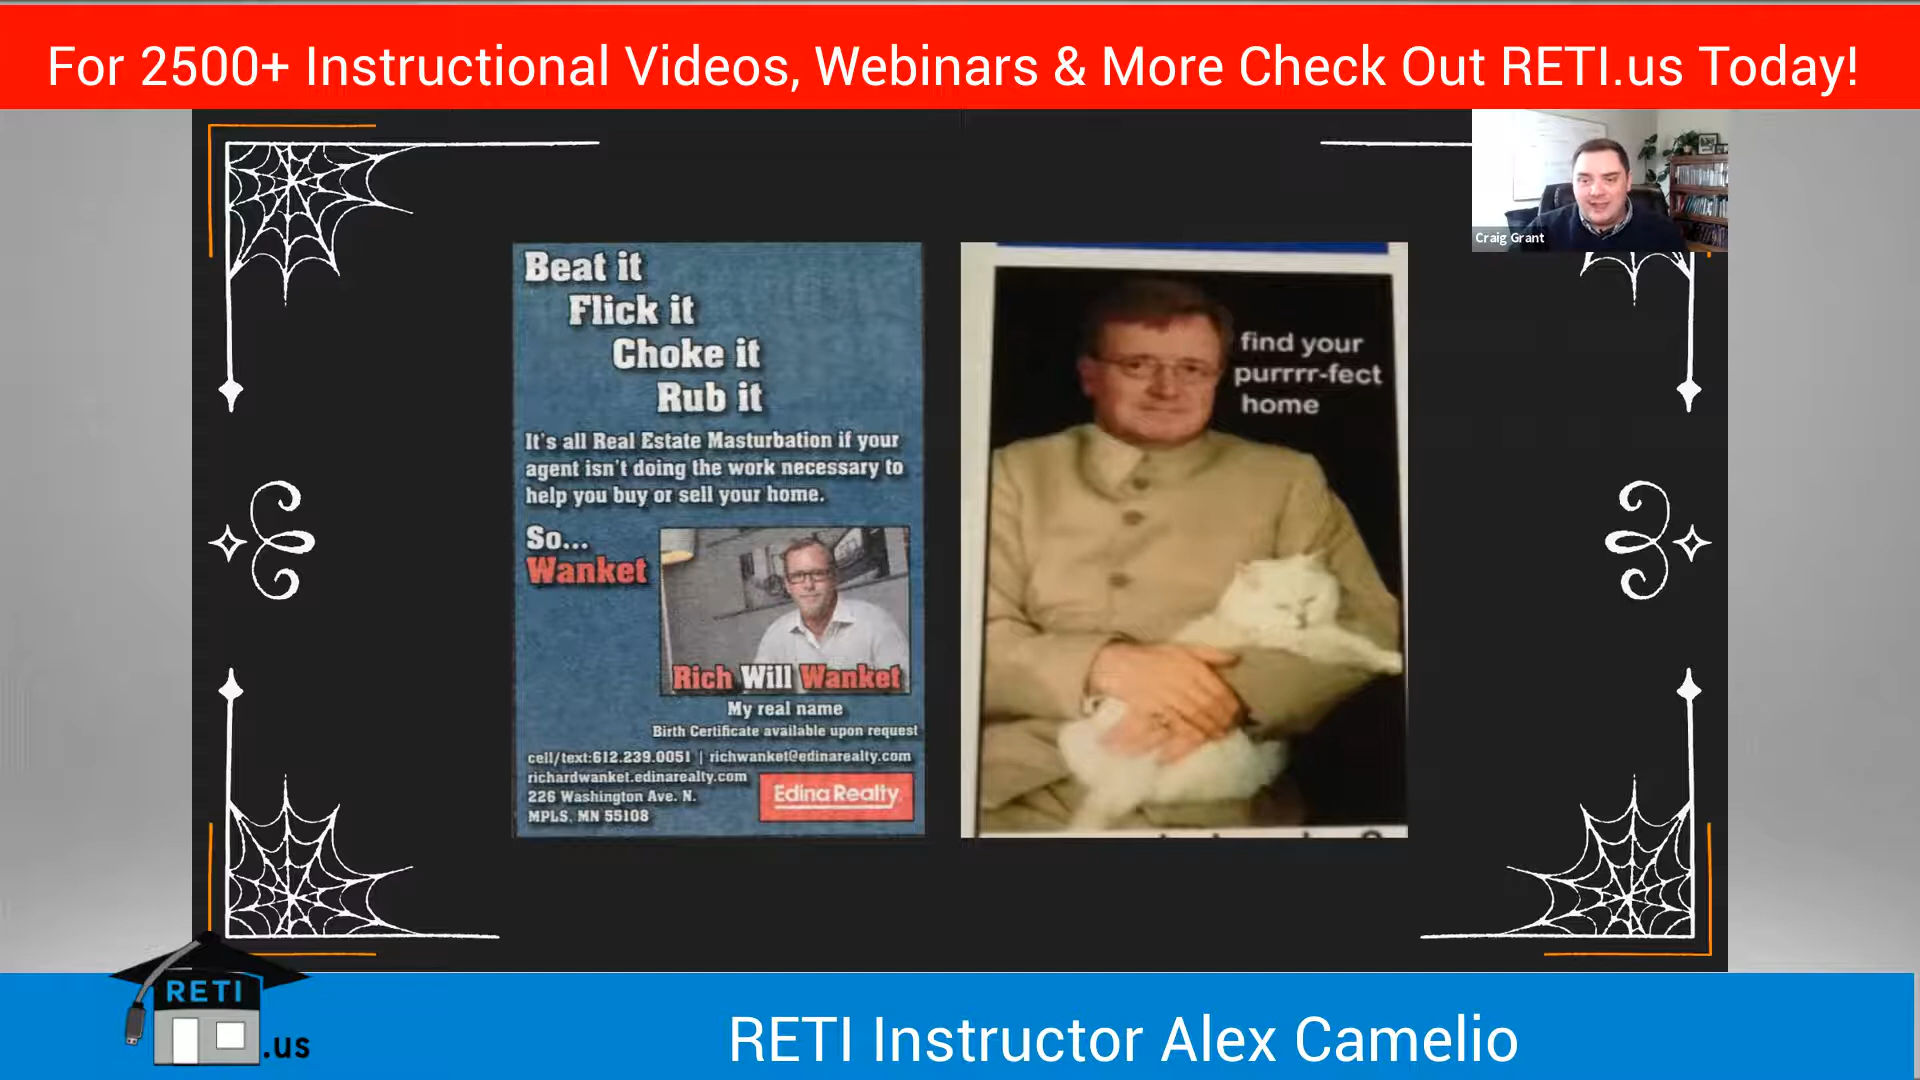 For 2500+ Instructional Videos, Webinars & More Check Out RETI.us Today!
Craig Grant
Beat it
Flick it
Choke it
Rub it
It's all Real Estate Masturbation if your
agent isn't doing the work necessary to
help you buy or sell your home.
So...
Wanket
Rich Will Wanket
My real name
Birth Certificate available upon request
cell/text:612.239.0051 | richwanket@edinarealty.com
richardwanket.edinarealty.com
226 Washington Ave. N.
MPLS, MN 55108
Edina Realty
find your
purrrr-fect
home
RETI
.us
RETI Instructor Alex Camelio